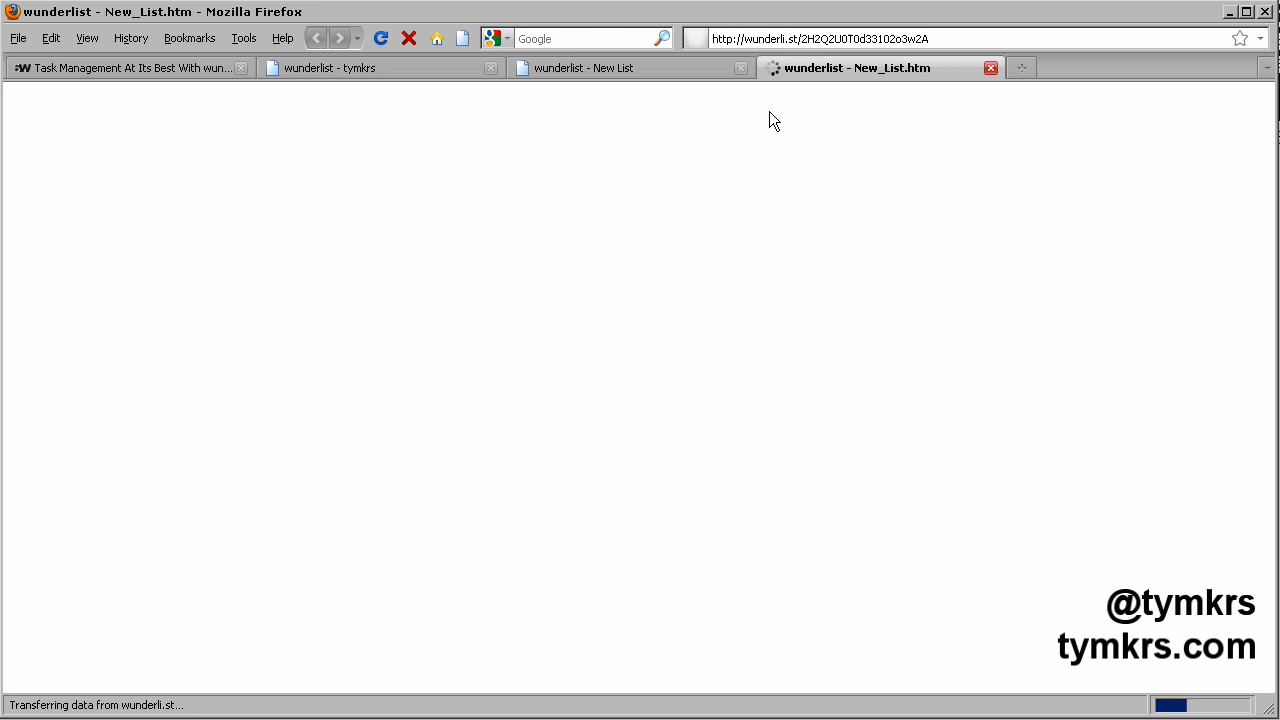 wunderlist - New_List.htm - Mozilla Firefox
File Edit View History Bookmarks Tools Help Google http://wunderli.st/2H2Q2U0T0d33102o3w2A
Task Management At Its Best With wun... wunderlist - tymkrs wunderlist - New List wunderlist - New_List.htm
@tymkrs
tymkrs.com
Transferring data from wunderli.st...